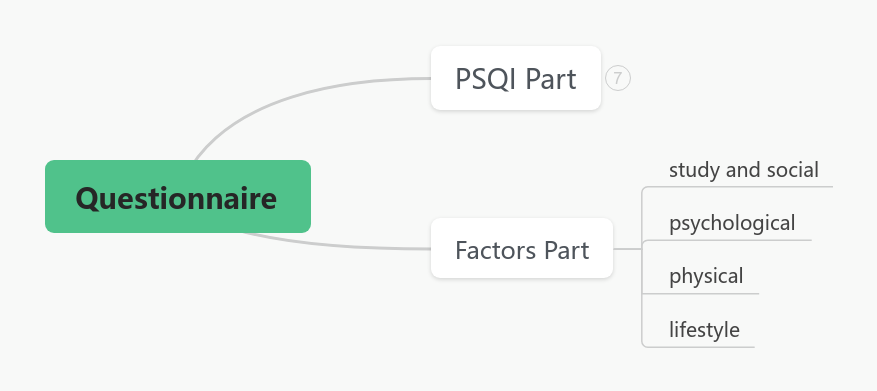 Questionnaire
PSQI Part
7
Factors Part
study and social
psychological
physical
lifestyle